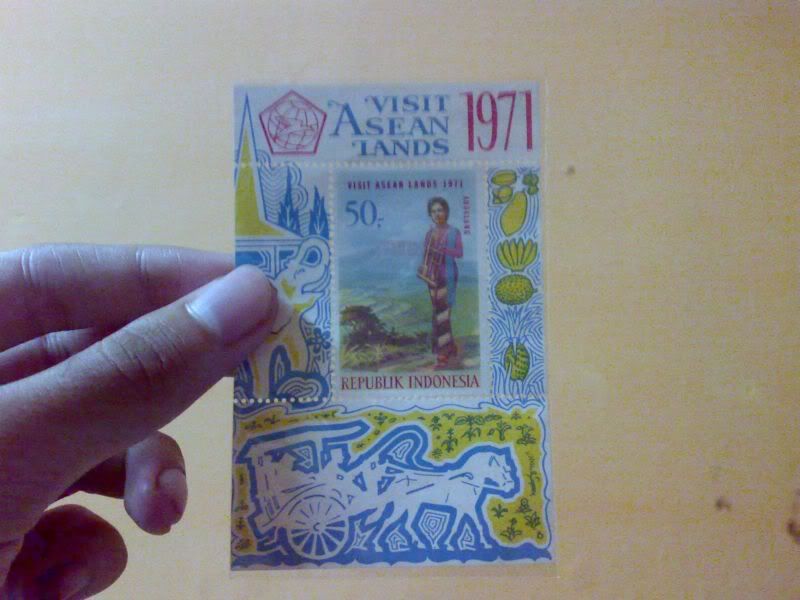 VISIT
ASEAN
LANDS
1971
VISIT ASEAN LANDS 1971
50,-
REPUBLIK INDONESIA